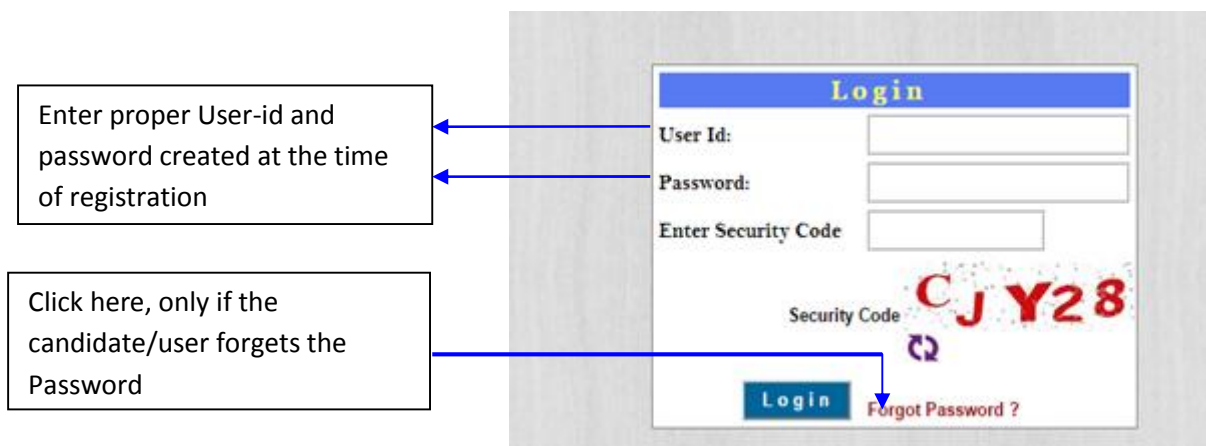 Enter proper User-id and
password created at the time
of registration
Click here, only if the
candidate/user forgets the
Password
Login
User Id:
Password:
Enter Security Code
Security Code CJY28
Login Forgot Password ?